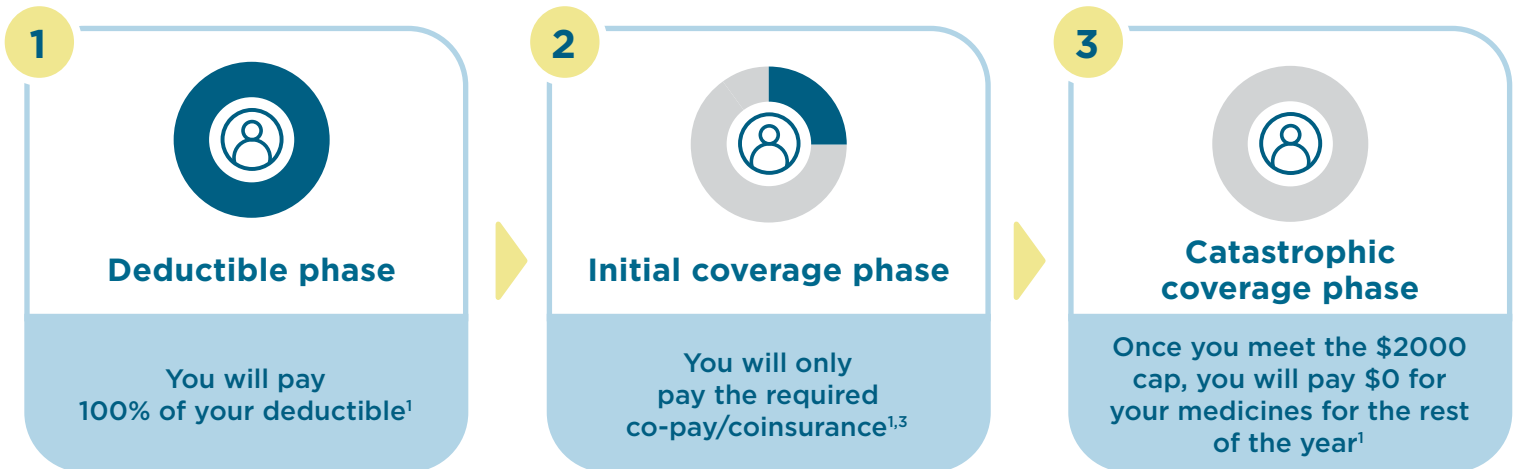 1
Deductible phase
You will pay
100% of your deductible¹
2
Initial coverage phase
You will only
pay the required
co-pay/coinsurance¹,³
3
Catastrophic
coverage phase
Once you meet the $2000
cap, you will pay $0 for
your medicines for the rest
of the year¹